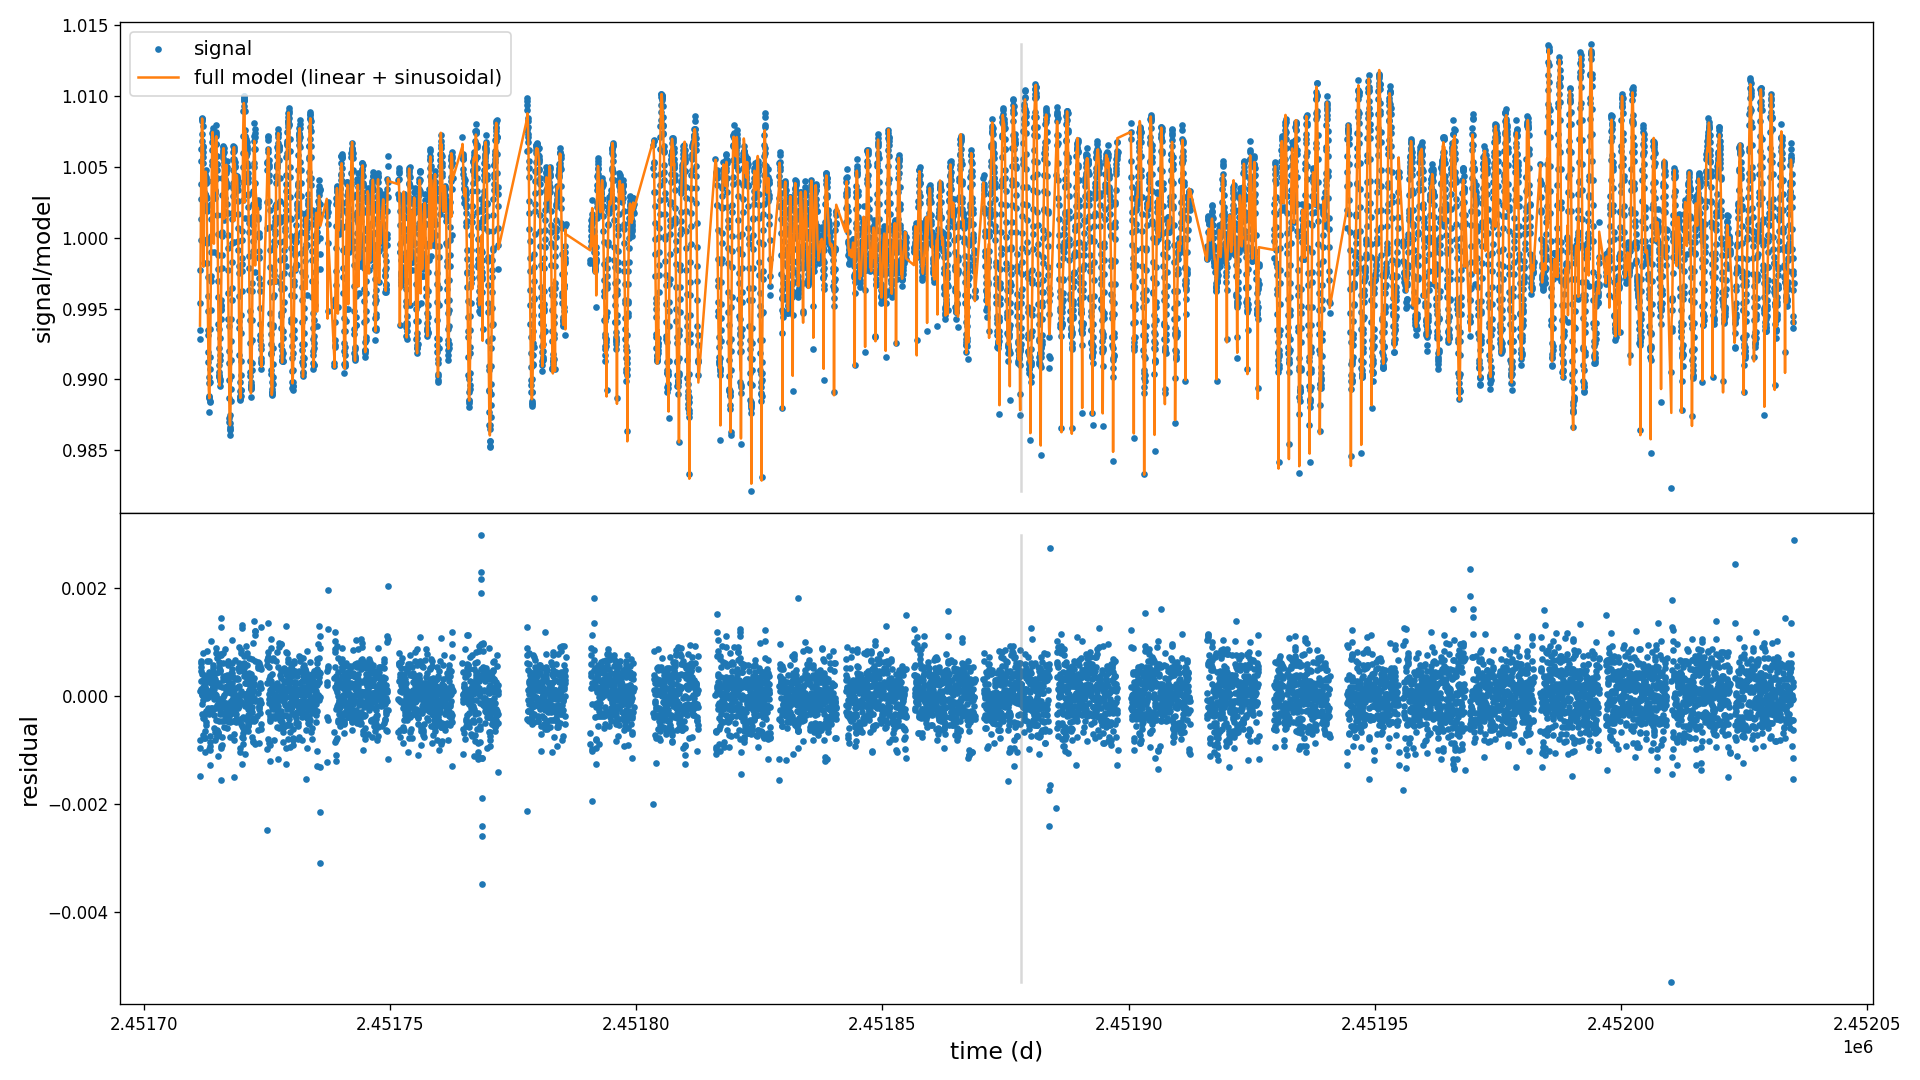 1.015
1.010
1.005
1.000
0.995
0.990
0.985
signal/model
signal
full model (linear + sinusoidal)
0.002
0.000
−0.002
−0.004
residual
2.45170 2.45175 2.45180 2.45185 2.45190 2.45195 2.45200 2.45205
1e6
time (d)